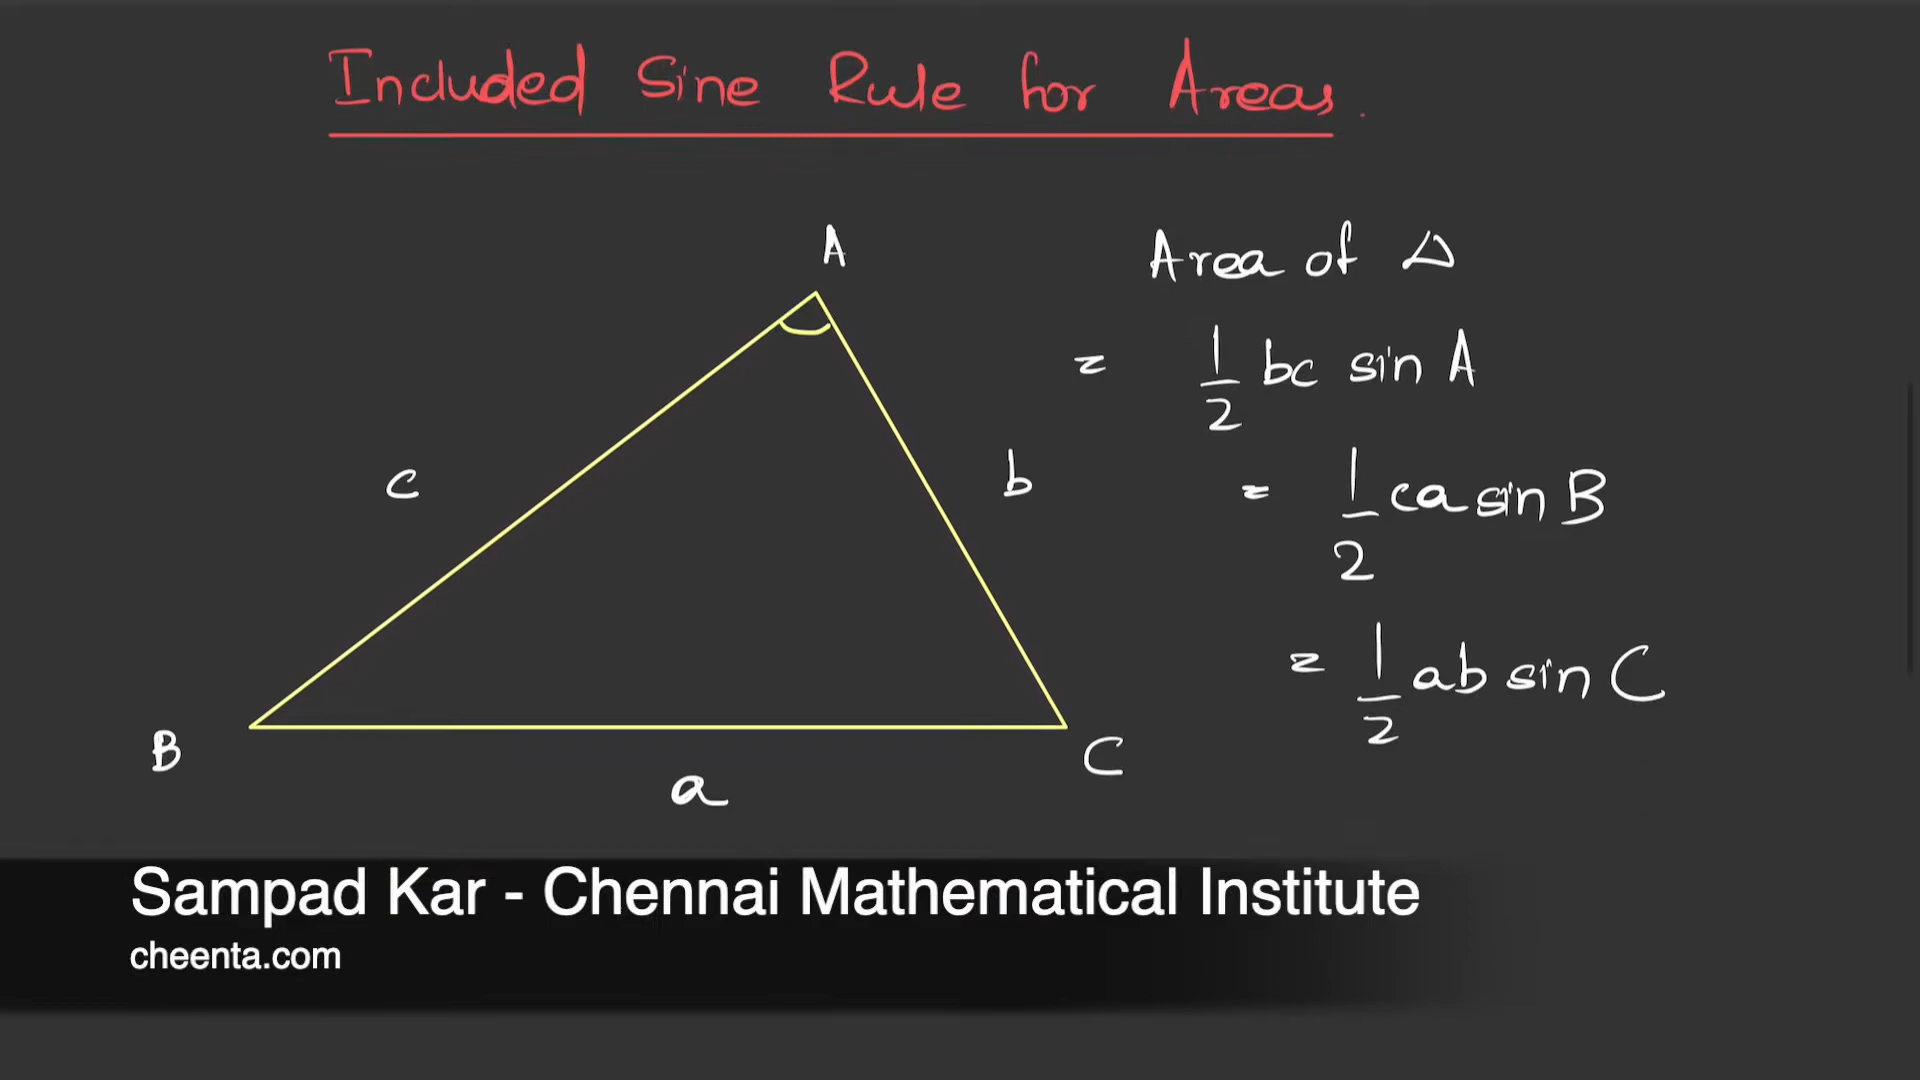 Included Sine Rule for Areas.
A
Area of Δ
= 1/2 bc sin A
c
b
= 1/2 ca sin B
= 1/2 ab sin C
B
C
a
Sampad Kar - Chennai Mathematical Institute
cheenta.com